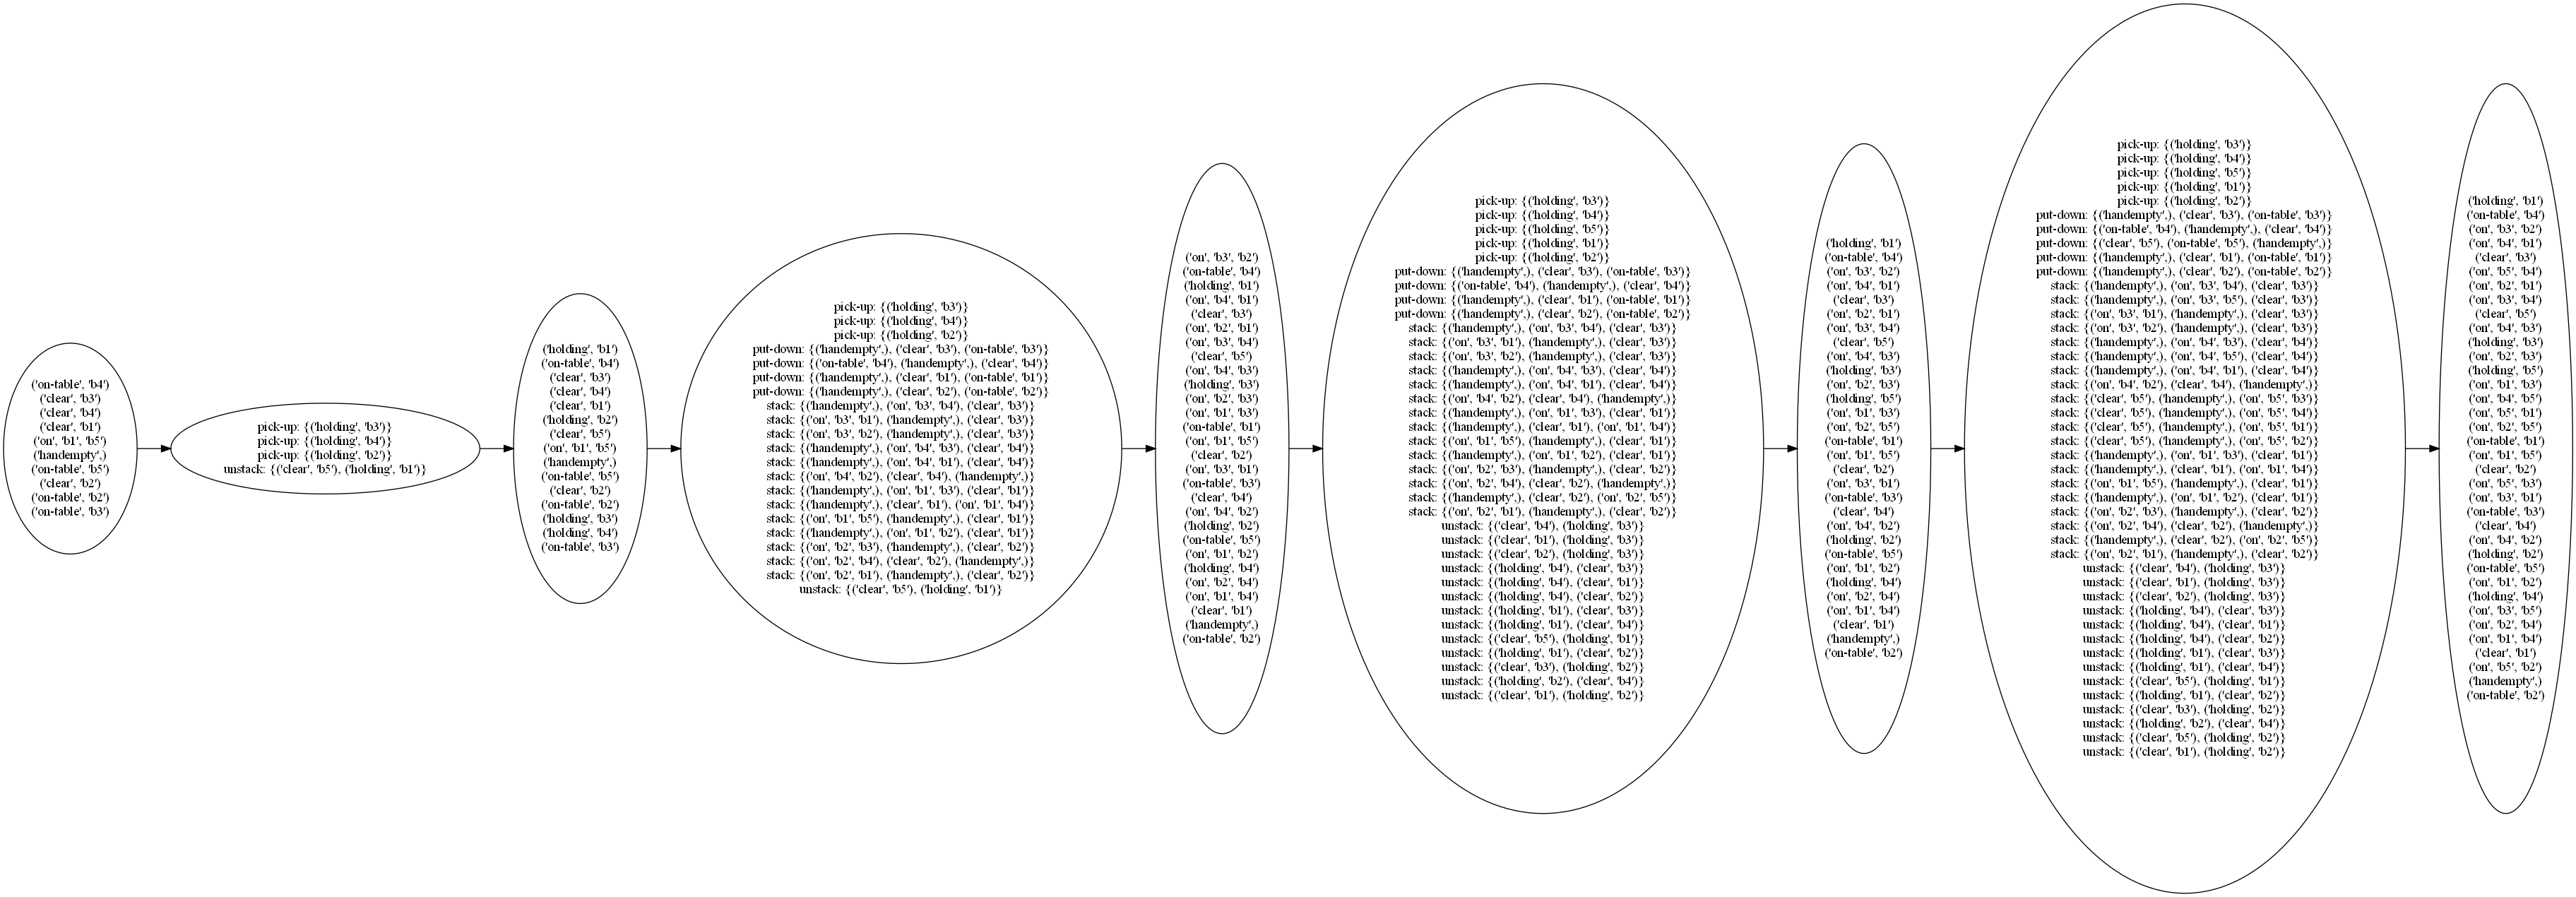 ('on-table', 'b4')
('clear', 'b3')
('clear', 'b4')
('clear', 'b1')
('on', 'b1', 'b5')
('handempty',)
('on-table', 'b5')
('clear', 'b2')
('on-table', 'b2')
('on-table', 'b3')
pick-up: {('holding', 'b3')}
pick-up: {('holding', 'b4')}
pick-up: {('holding', 'b2')}
unstack: {('clear', 'b5'), ('holding', 'b1')}
('holding', 'b1')
('on-table', 'b4')
('clear', 'b3')
('clear', 'b4')
('clear', 'b1')
('holding', 'b2')
('clear', 'b5')
('on', 'b1', 'b5')
('handempty',)
('on-table', 'b5')
('clear', 'b2')
('on-table', 'b2')
('holding', 'b3')
('holding', 'b4')
('on-table', 'b3')
pick-up: {('holding', 'b3')}
pick-up: {('holding', 'b4')}
pick-up: {('holding', 'b2')}
put-down: {('handempty',), ('clear', 'b3'), ('on-table', 'b3')}
put-down: {('on-table', 'b4'), ('handempty',), ('clear', 'b4')}
put-down: {('handempty',), ('clear', 'b1'), ('on-table', 'b1')}
put-down: {('handempty',), ('clear', 'b2'), ('on-table', 'b2')}
stack: {('handempty',), ('on', 'b3', 'b4'), ('clear', 'b3')}
stack: {('on', 'b3', 'b1'), ('handempty',), ('clear', 'b3')}
stack: {('on', 'b3', 'b2'), ('handempty',), ('clear', 'b3')}
stack: {('handempty',), ('on', 'b4', 'b3'), ('clear', 'b4')}
stack: {('handempty',), ('on', 'b4', 'b1'), ('clear', 'b4')}
stack: {('on', 'b4', 'b2'), ('clear', 'b4'), ('handempty',)}
stack: {('handempty',), ('on', 'b1', 'b3'), ('clear', 'b1')}
stack: {('handempty',), ('clear', 'b1'), ('on', 'b1', 'b4')}
stack: {('on', 'b1', 'b5'), ('handempty',), ('clear', 'b1')}
stack: {('handempty',), ('on', 'b1', 'b2'), ('clear', 'b1')}
stack: {('on', 'b2', 'b3'), ('handempty',), ('clear', 'b2')}
stack: {('on', 'b2', 'b4'), ('clear', 'b2'), ('handempty',)}
stack: {('on', 'b2', 'b1'), ('handempty',), ('clear', 'b2')}
unstack: {('clear', 'b5'), ('holding', 'b1')}
('on', 'b3', 'b2')
('on-table', 'b4')
('holding', 'b1')
('on', 'b4', 'b1')
('clear', 'b3')
('on', 'b2', 'b1')
('on', 'b3', 'b4')
('clear', 'b5')
('on', 'b4', 'b3')
('holding', 'b3')
('on', 'b2', 'b3')
('on', 'b1', 'b3')
('on-table', 'b1')
('on', 'b1', 'b5')
('clear', 'b2')
('on', 'b3', 'b1')
('on-table', 'b3')
('clear', 'b4')
('on', 'b4', 'b2')
('holding', 'b2')
('on-table', 'b5')
('on', 'b1', 'b2')
('holding', 'b4')
('on', 'b2', 'b4')
('on', 'b1', 'b4')
('clear', 'b1')
('handempty',)
('on-table', 'b2')
pick-up: {('holding', 'b3')}
pick-up: {('holding', 'b4')}
pick-up: {('holding', 'b5')}
pick-up: {('holding', 'b1')}
pick-up: {('holding', 'b2')}
put-down: {('handempty',), ('clear', 'b3'), ('on-table', 'b3')}
put-down: {('on-table', 'b4'), ('handempty',), ('clear', 'b4')}
put-down: {('handempty',), ('clear', 'b1'), ('on-table', 'b1')}
put-down: {('handempty',), ('clear', 'b2'), ('on-table', 'b2')}
stack: {('handempty',), ('on', 'b3', 'b4'), ('clear', 'b3')}
stack: {('on', 'b3', 'b1'), ('handempty',), ('clear', 'b3')}
stack: {('on', 'b3', 'b2'), ('handempty',), ('clear', 'b3')}
stack: {('handempty',), ('on', 'b4', 'b3'), ('clear', 'b4')}
stack: {('handempty',), ('on', 'b4', 'b1'), ('clear', 'b4')}
stack: {('on', 'b4', 'b2'), ('clear', 'b4'), ('handempty',)}
stack: {('handempty',), ('on', 'b1', 'b3'), ('clear', 'b1')}
stack: {('handempty',), ('clear', 'b1'), ('on', 'b1', 'b4')}
stack: {('on', 'b1', 'b5'), ('handempty',), ('clear', 'b1')}
stack: {('handempty',), ('on', 'b1', 'b2'), ('clear', 'b1')}
stack: {('on', 'b2', 'b3'), ('handempty',), ('clear', 'b2')}
stack: {('on', 'b2', 'b4'), ('clear', 'b2'), ('handempty',)}
stack: {('handempty',), ('clear', 'b2'), ('on', 'b2', 'b5')}
stack: {('on', 'b2', 'b1'), ('handempty',), ('clear', 'b2')}
unstack: {('clear', 'b4'), ('holding', 'b3')}
unstack: {('clear', 'b1'), ('holding', 'b3')}
unstack: {('clear', 'b2'), ('holding', 'b3')}
unstack: {('holding', 'b4'), ('clear', 'b3')}
unstack: {('holding', 'b4'), ('clear', 'b1')}
unstack: {('holding', 'b4'), ('clear', 'b2')}
unstack: {('holding', 'b1'), ('clear', 'b3')}
unstack: {('holding', 'b1'), ('clear', 'b4')}
unstack: {('clear', 'b5'), ('holding', 'b1')}
unstack: {('holding', 'b1'), ('clear', 'b2')}
unstack: {('clear', 'b3'), ('holding', 'b2')}
unstack: {('holding', 'b2'), ('clear', 'b4')}
unstack: {('clear', 'b1'), ('holding', 'b2')}
('holding', 'b1')
('on-table', 'b4')
('on', 'b3', 'b2')
('on', 'b4', 'b1')
('clear', 'b3')
('on', 'b2', 'b1')
('on', 'b3', 'b4')
('clear', 'b5')
('on', 'b4', 'b3')
('holding', 'b3')
('on', 'b2', 'b3')
('holding', 'b5')
('on', 'b1', 'b3')
('on', 'b2', 'b5')
('on-table', 'b1')
('on', 'b1', 'b5')
('clear', 'b2')
('on', 'b3', 'b1')
('on-table', 'b3')
('clear', 'b4')
('on', 'b4', 'b2')
('holding', 'b2')
('on-table', 'b5')
('on', 'b1', 'b2')
('holding', 'b4')
('on', 'b2', 'b4')
('on', 'b1', 'b4')
('clear', 'b1')
('handempty',)
('on-table', 'b2')
pick-up: {('holding', 'b3')}
pick-up: {('holding', 'b4')}
pick-up: {('holding', 'b5')}
pick-up: {('holding', 'b1')}
pick-up: {('holding', 'b2')}
put-down: {('handempty',), ('clear', 'b3'), ('on-table', 'b3')}
put-down: {('on-table', 'b4'), ('handempty',), ('clear', 'b4')}
put-down: {('clear', 'b5'), ('on-table', 'b5'), ('handempty',)}
put-down: {('handempty',), ('clear', 'b1'), ('on-table', 'b1')}
put-down: {('handempty',), ('clear', 'b2'), ('on-table', 'b2')}
stack: {('handempty',), ('on', 'b3', 'b4'), ('clear', 'b3')}
stack: {('handempty',), ('on', 'b3', 'b5'), ('clear', 'b3')}
stack: {('on', 'b3', 'b1'), ('handempty',), ('clear', 'b3')}
stack: {('on', 'b3', 'b2'), ('handempty',), ('clear', 'b3')}
stack: {('handempty',), ('on', 'b4', 'b3'), ('clear', 'b4')}
stack: {('handempty',), ('on', 'b4', 'b5'), ('clear', 'b4')}
stack: {('handempty',), ('on', 'b4', 'b1'), ('clear', 'b4')}
stack: {('on', 'b4', 'b2'), ('clear', 'b4'), ('handempty',)}
stack: {('clear', 'b5'), ('handempty',), ('on', 'b5', 'b3')}
stack: {('clear', 'b5'), ('handempty',), ('on', 'b5', 'b4')}
stack: {('clear', 'b5'), ('handempty',), ('on', 'b5', 'b1')}
stack: {('clear', 'b5'), ('handempty',), ('on', 'b5', 'b2')}
stack: {('handempty',), ('on', 'b1', 'b3'), ('clear', 'b1')}
stack: {('handempty',), ('clear', 'b1'), ('on', 'b1', 'b4')}
stack: {('on', 'b1', 'b5'), ('handempty',), ('clear', 'b1')}
stack: {('handempty',), ('on', 'b1', 'b2'), ('clear', 'b1')}
stack: {('on', 'b2', 'b3'), ('handempty',), ('clear', 'b2')}
stack: {('on', 'b2', 'b4'), ('clear', 'b2'), ('handempty',)}
stack: {('handempty',), ('clear', 'b2'), ('on', 'b2', 'b5')}
stack: {('on', 'b2', 'b1'), ('handempty',), ('clear', 'b2')}
unstack: {('clear', 'b4'), ('holding', 'b3')}
unstack: {('clear', 'b1'), ('holding', 'b3')}
unstack: {('clear', 'b2'), ('holding', 'b3')}
unstack: {('holding', 'b4'), ('clear', 'b3')}
unstack: {('holding', 'b4'), ('clear', 'b1')}
unstack: {('holding', 'b4'), ('clear', 'b2')}
unstack: {('holding', 'b1'), ('clear', 'b3')}
unstack: {('holding', 'b1'), ('clear', 'b4')}
unstack: {('clear', 'b5'), ('holding', 'b1')}
unstack: {('holding', 'b1'), ('clear', 'b2')}
unstack: {('clear', 'b3'), ('holding', 'b2')}
unstack: {('holding', 'b2'), ('clear', 'b4')}
unstack: {('clear', 'b5'), ('holding', 'b2')}
unstack: {('clear', 'b1'), ('holding', 'b2')}
('holding', 'b1')
('on-table', 'b4')
('on', 'b3', 'b2')
('on', 'b4', 'b1')
('clear', 'b3')
('on', 'b5', 'b4')
('on', 'b2', 'b1')
('on', 'b3', 'b4')
('clear', 'b5')
('on', 'b4', 'b3')
('holding', 'b3')
('on', 'b2', 'b3')
('holding', 'b5')
('on', 'b1', 'b3')
('on', 'b4', 'b5')
('on', 'b5', 'b1')
('on', 'b2', 'b5')
('on-table', 'b1')
('on', 'b1', 'b5')
('clear', 'b2')
('on', 'b5', 'b3')
('on', 'b3', 'b1')
('on-table', 'b3')
('clear', 'b4')
('on', 'b4', 'b2')
('holding', 'b2')
('on-table', 'b5')
('on', 'b1', 'b2')
('holding', 'b4')
('on', 'b3', 'b5')
('on', 'b2', 'b4')
('on', 'b1', 'b4')
('clear', 'b1')
('on', 'b5', 'b2')
('handempty',)
('on-table', 'b2')